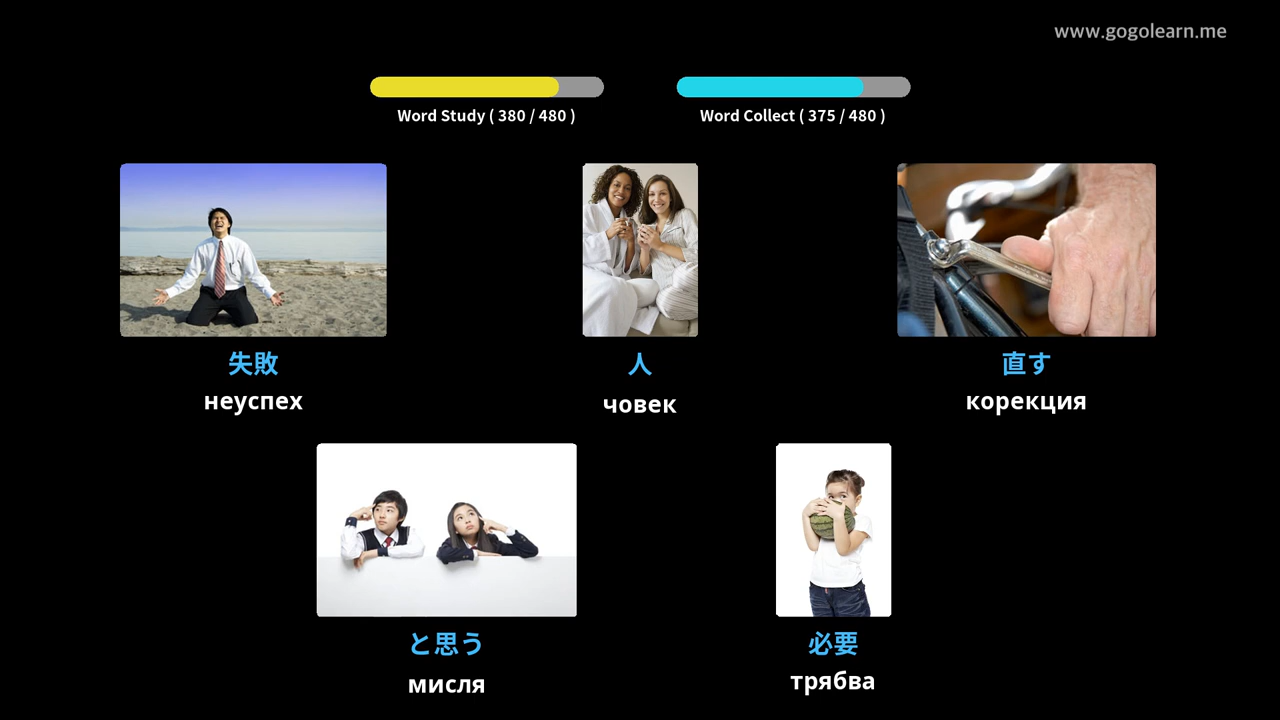 www.gogolearn.me
Word Study ( 380 / 480 )
Word Collect ( 375 / 480 )
失敗
неуспех
人
човек
直す
корекция
と思う
мисля
必要
трябва